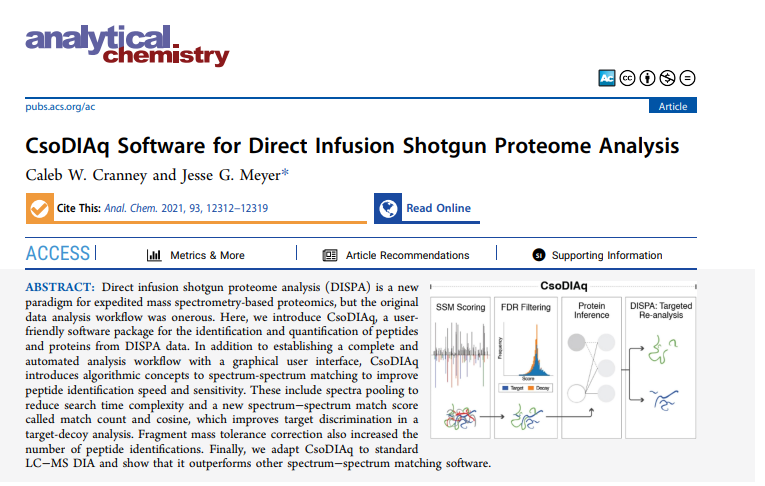 analytical
chemistry
pubs.acs.org/ac
Article
CsoDIAq Software for Direct Infusion Shotgun Proteome Analysis
Caleb W. Cranney and Jesse G. Meyer*
Cite This: Anal. Chem. 2021, 93, 12312−12319
Read Online
ACCESS
Metrics & More
Article Recommendations
SI Supporting Information
ABSTRACT: Direct infusion shotgun proteome analysis (DISPA) is a new
paradigm for expedited mass spectrometry-based proteomics, but the original
data analysis workflow was onerous. Here, we introduce CsoDIAq, a user-
friendly software package for the identification and quantification of peptides
and proteins from DISPA data. In addition to establishing a complete and
automated analysis workflow with a graphical user interface, CsoDIAq
introduces algorithmic concepts to spectrum-spectrum matching to improve
peptide identification speed and sensitivity. These include spectra pooling to
reduce search time complexity and a new spectrum−spectrum match score
called match count and cosine, which improves target discrimination in a
target-decoy analysis. Fragment mass tolerance correction also increased the
number of peptide identifications. Finally, we adapt CsoDIAq to standard
LC−MS DIA and show that it outperforms other spectrum−spectrum matching software.
CsoDIAq
SSM Scoring
FDR Filtering
Protein
Inference
DISPA: Targeted
Re-analysis
Frequency
Score
Target
Decoy